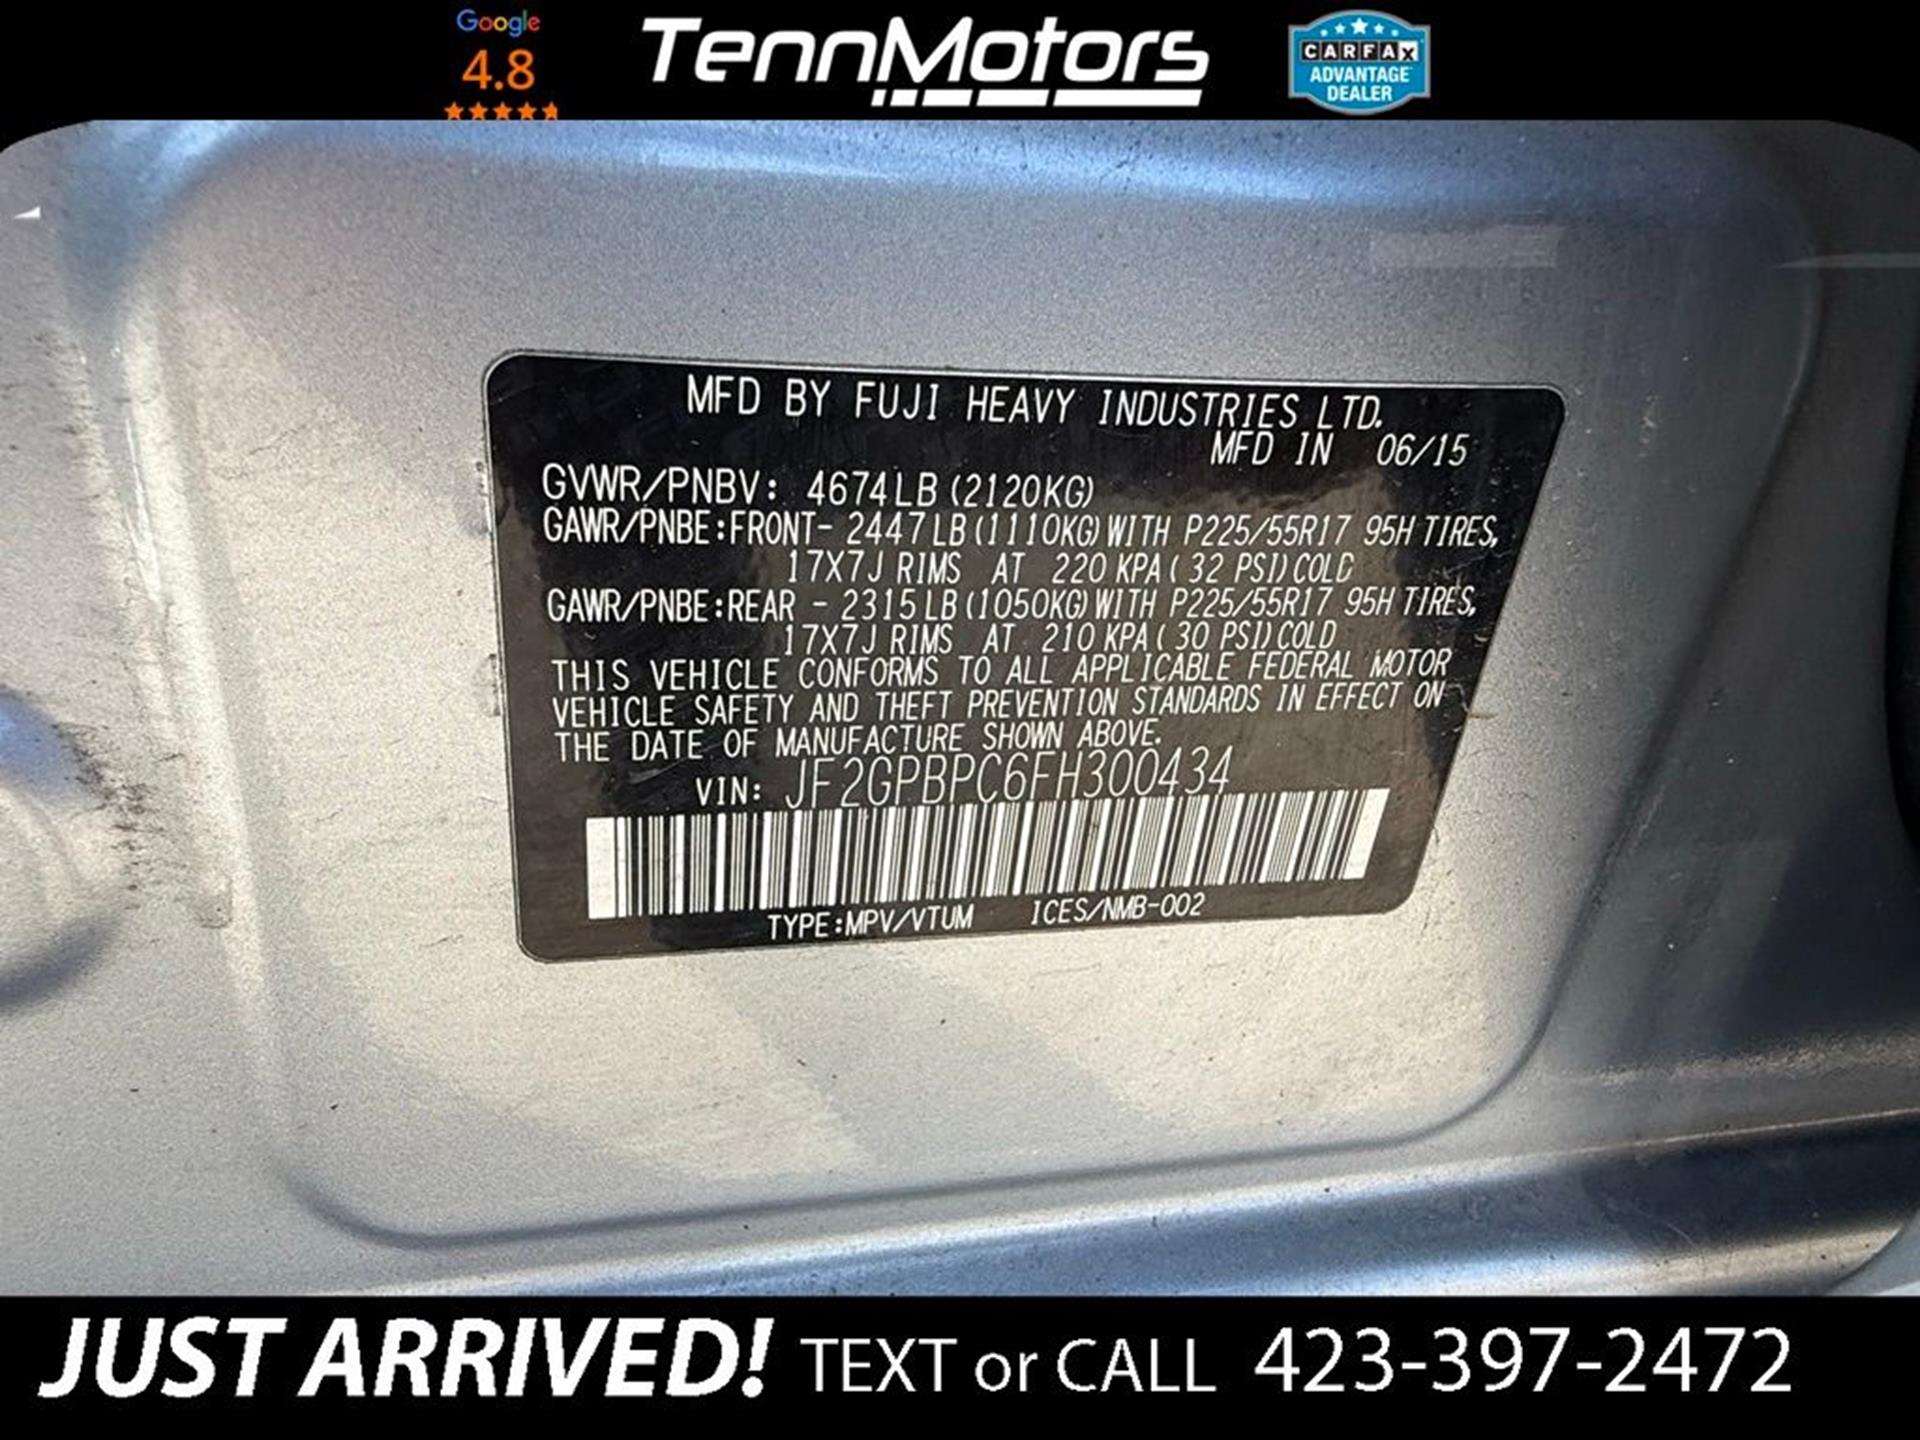 Google
4.8
TennMotors
CARFAX
ADVANTAGE
DEALER
MFD BY FUJI HEAVY INDUSTRIES LTD.
MFD IN 06/15
GVWR/PNBV: 4674LB (2120KG)
GAWR/PNBE:FRONT- 2447LB (1110KG) WITH P225/55R17 95H TIRES,
17X7J RIMS AT 220 KPA ( 32 PSI) COLD
GAWR/PNBE:REAR - 2315LB (1050KG) WITH P225/55R17 95H TIRES,
17X7J RIMS AT 210 KPA ( 30 PSI) COLD
THIS VEHICLE CONFORMS TO ALL APPLICABLE FEDERAL MOTOR
VEHICLE SAFETY AND THEFT PREVENTION STANDARDS IN EFFECT ON
THE DATE OF MANUFACTURE SHOWN ABOVE.
VIN: JF2GPBPC6FH300434
TYPE:MPV/VTUM ICES/NMB-002
JUST ARRIVED! TEXT or CALL 423-397-2472